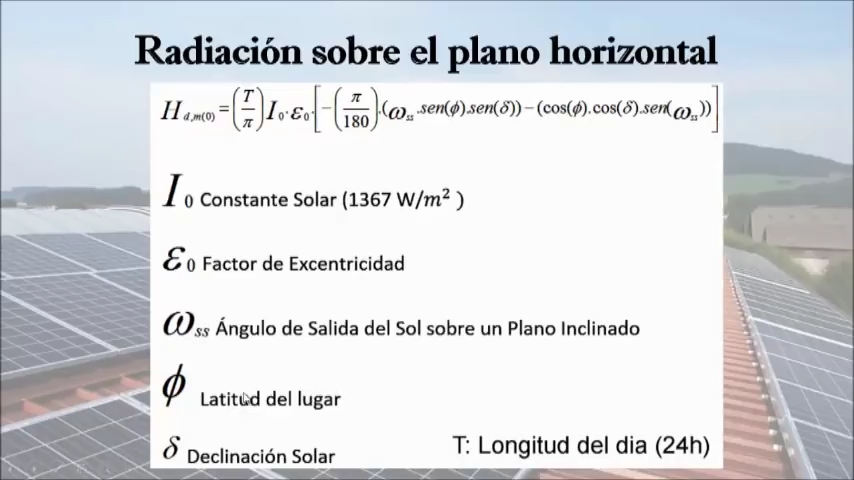 Radiación sobre el plano horizontal
H d,m(0) = (T/π) I₀·ε₀·[−(π/180).(ω_ss.sen(ϕ).sen(δ))−(cos(ϕ).cos(δ).sen(ω_ss))]
I₀ Constante Solar (1367 W/m² )
ε₀ Factor de Excentricidad
ω_ss Ángulo de Salida del Sol sobre un Plano Inclinado
ϕ Latitud del lugar
δ Declinación Solar
T: Longitud del dia (24h)